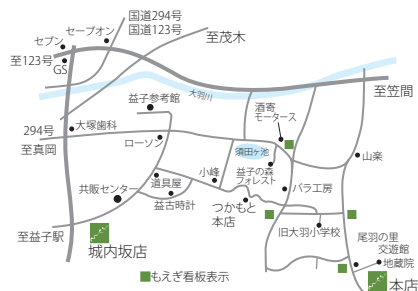 国道294号
国道123号
セーブオン
セブン
至茂木
至123号
GS
至笠間
大羽川
益子参考館
酒寄
モータース
294号
至真岡
大塚歯科
ローソン
須田ヶ池
山楽
益子の森
フォレスト
小峰
道具屋
バラエ房
共販センター
益古時計
つかもと
本店
旧大羽小学校
至益子駅
城内坂店
尾羽の里
交遊館
地蔵院
もえぎ看板表示
本店